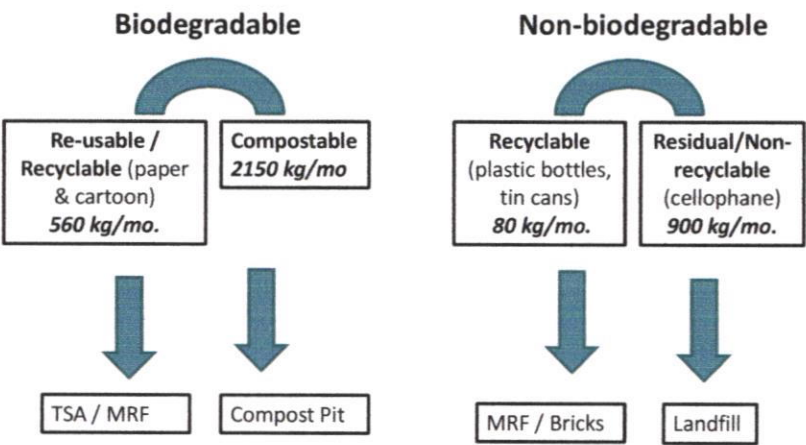 Biodegradable
Re-usable /
Recyclable (paper
& cartoon)
560 kg/mo.
Compostable
2150 kg/mo
TSA / MRF
Compost Pit
Non-biodegradable
Recyclable
(plastic bottles,
tin cans)
80 kg/mo.
Residual/Non-
recyclable
(cellophane)
900 kg/mo.
MRF / Bricks
Landfill